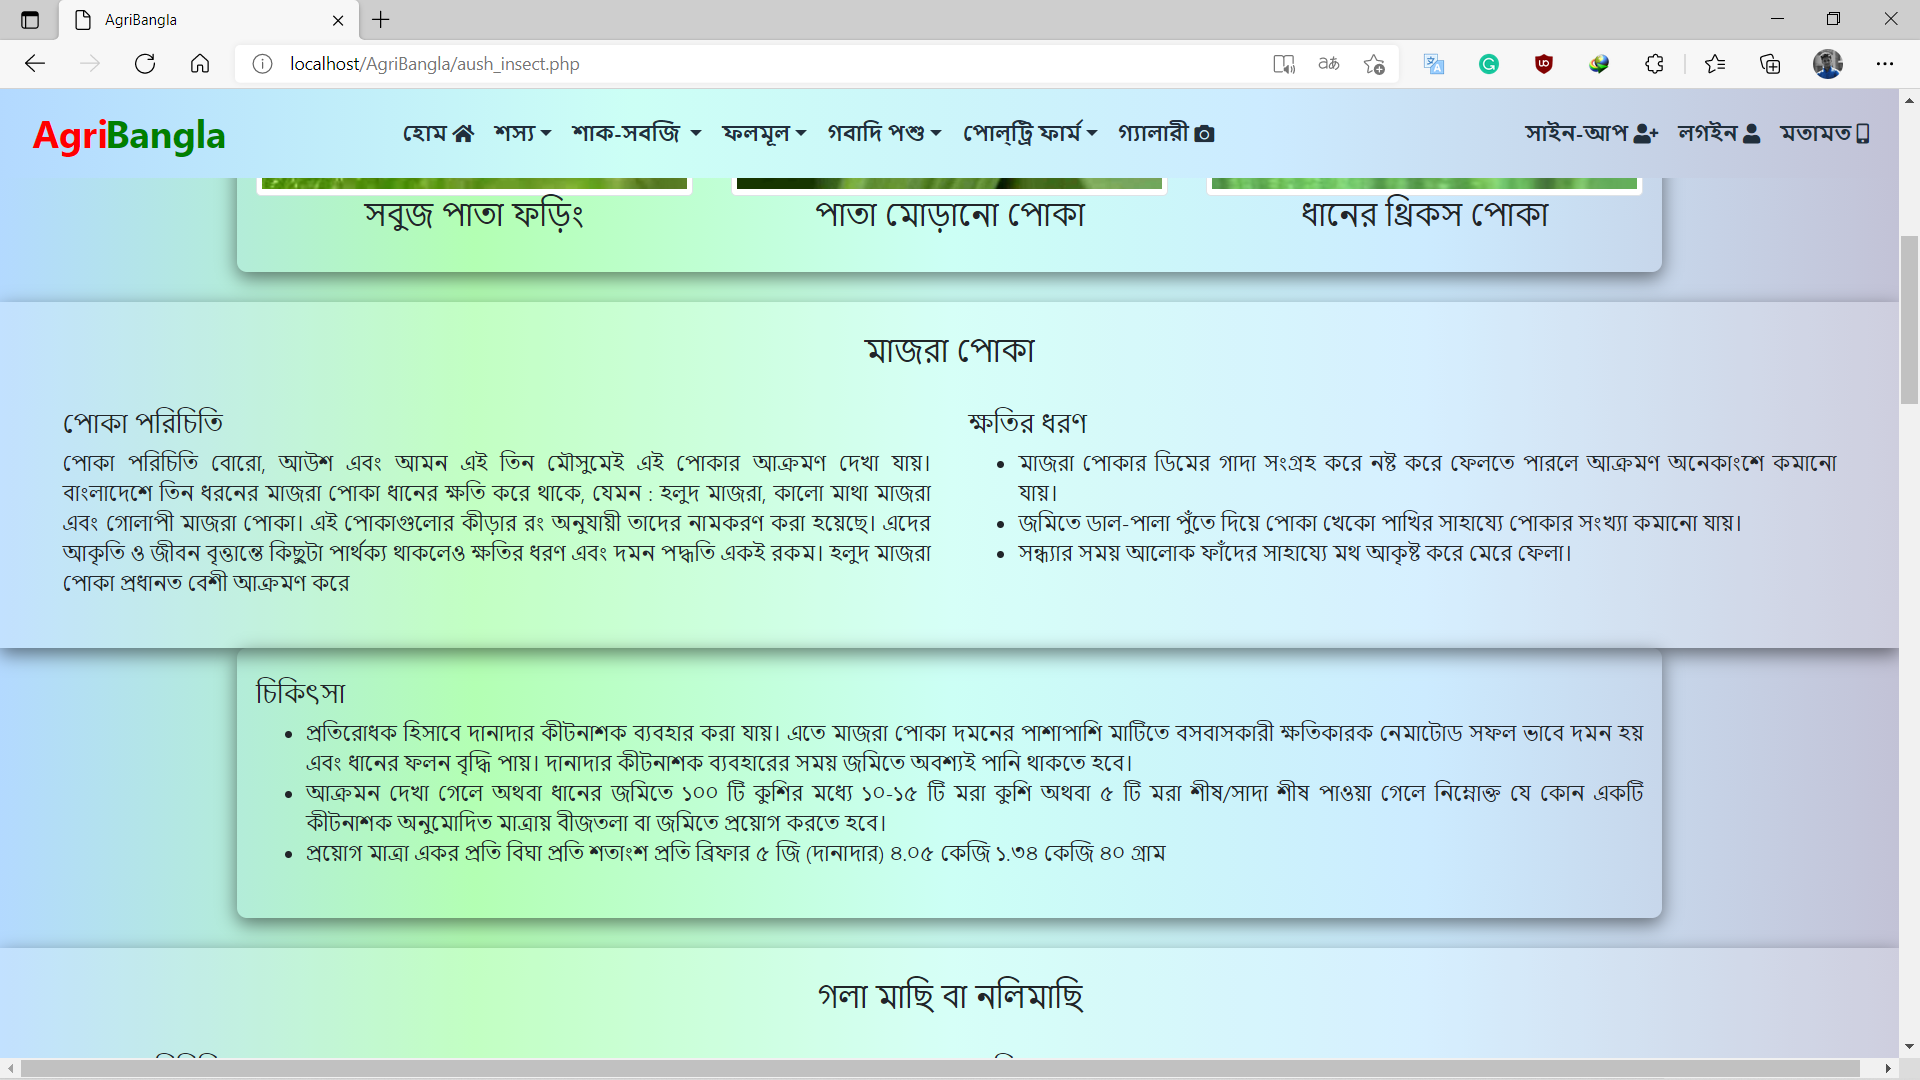 AgriBangla
localhost/AgriBangla/aush_insect.php
AgriBangla হোম শস্য শাক-সবজি ফলমূল গবাদি পশু পোল্ট্রি ফার্ম গ্যালারী সাইন-আপ লগইন মতামত
সবুজ পাতা ফড়িং পাতা মোড়ানো পোকা ধানের থ্রিকস পোকা
মাজরা পোকা
পোকা পরিচিতি
পোকা পরিচিতি বোরো, আউশ এবং আমন এই তিন মৌসুমেই এই পোকার আক্রমণ দেখা যায়।
বাংলাদেশে তিন ধরনের মাজরা পোকা ধানের ক্ষতি করে থাকে, যেমন : হলুদ মাজরা, কালো মাথা মাজরা
এবং গোলাপী মাজরা পোকা। এই পোকাগুলোর কীড়ার রং অনুযায়ী তাদের নামকরণ করা হয়েছে। এদের
আকৃতি ও জীবন বৃত্তান্তে কিছুটা পার্থক্য থাকলেও ক্ষতির ধরণ এবং দমন পদ্ধতি একই রকম। হলুদ মাজরা
পোকা প্রধানত বেশী আক্রমণ করে
ক্ষতির ধরণ
মাজরা পোকার ডিমের গাদা সংগ্রহ করে নষ্ট করে ফেলতে পারলে আক্রমণ অনেকাংশে কমানো
যায়।
জমিতে ডাল-পালা পুঁতে দিয়ে পোকা খেকো পাখির সাহায্যে পোকার সংখ্যা কমানো যায়।
সন্ধ্যার সময় আলোক ফাঁদের সাহায্যে মথ আকৃষ্ট করে মেরে ফেলা।
চিকিৎসা
প্রতিরোধক হিসাবে দানাদার কীটনাশক ব্যবহার করা যায়। এতে মাজরা পোকা দমনের পাশাপাশি মাটিতে বসবাসকারী ক্ষতিকারক নেমাটোড সফল ভাবে দমন হয়
এবং ধানের ফলন বৃদ্ধি পায়। দানাদার কীটনাশক ব্যবহারের সময় জমিতে অবশ্যই পানি থাকতে হবে।
আক্রমন দেখা গেলে অথবা ধানের জমিতে ১০০ টি কুশির মধ্যে ১০-১৫ টি মরা কুশি অথবা ৫ টি মরা শীষ/সাদা শীষ পাওয়া গেলে নিম্নোক্ত যে কোন একটি
কীটনাশক অনুমোদিত মাত্রায় বীজতলা বা জমিতে প্রয়োগ করতে হবে।
প্রয়োগ মাত্রা একর প্রতি বিঘা প্রতি শতাংশ প্রতি ব্রিফার ৫ জি (দানাদার) ৪.০৫ কেজি ১.৩৪ কেজি ৪০ গ্রাম
গলা মাছি বা নলিমাছি